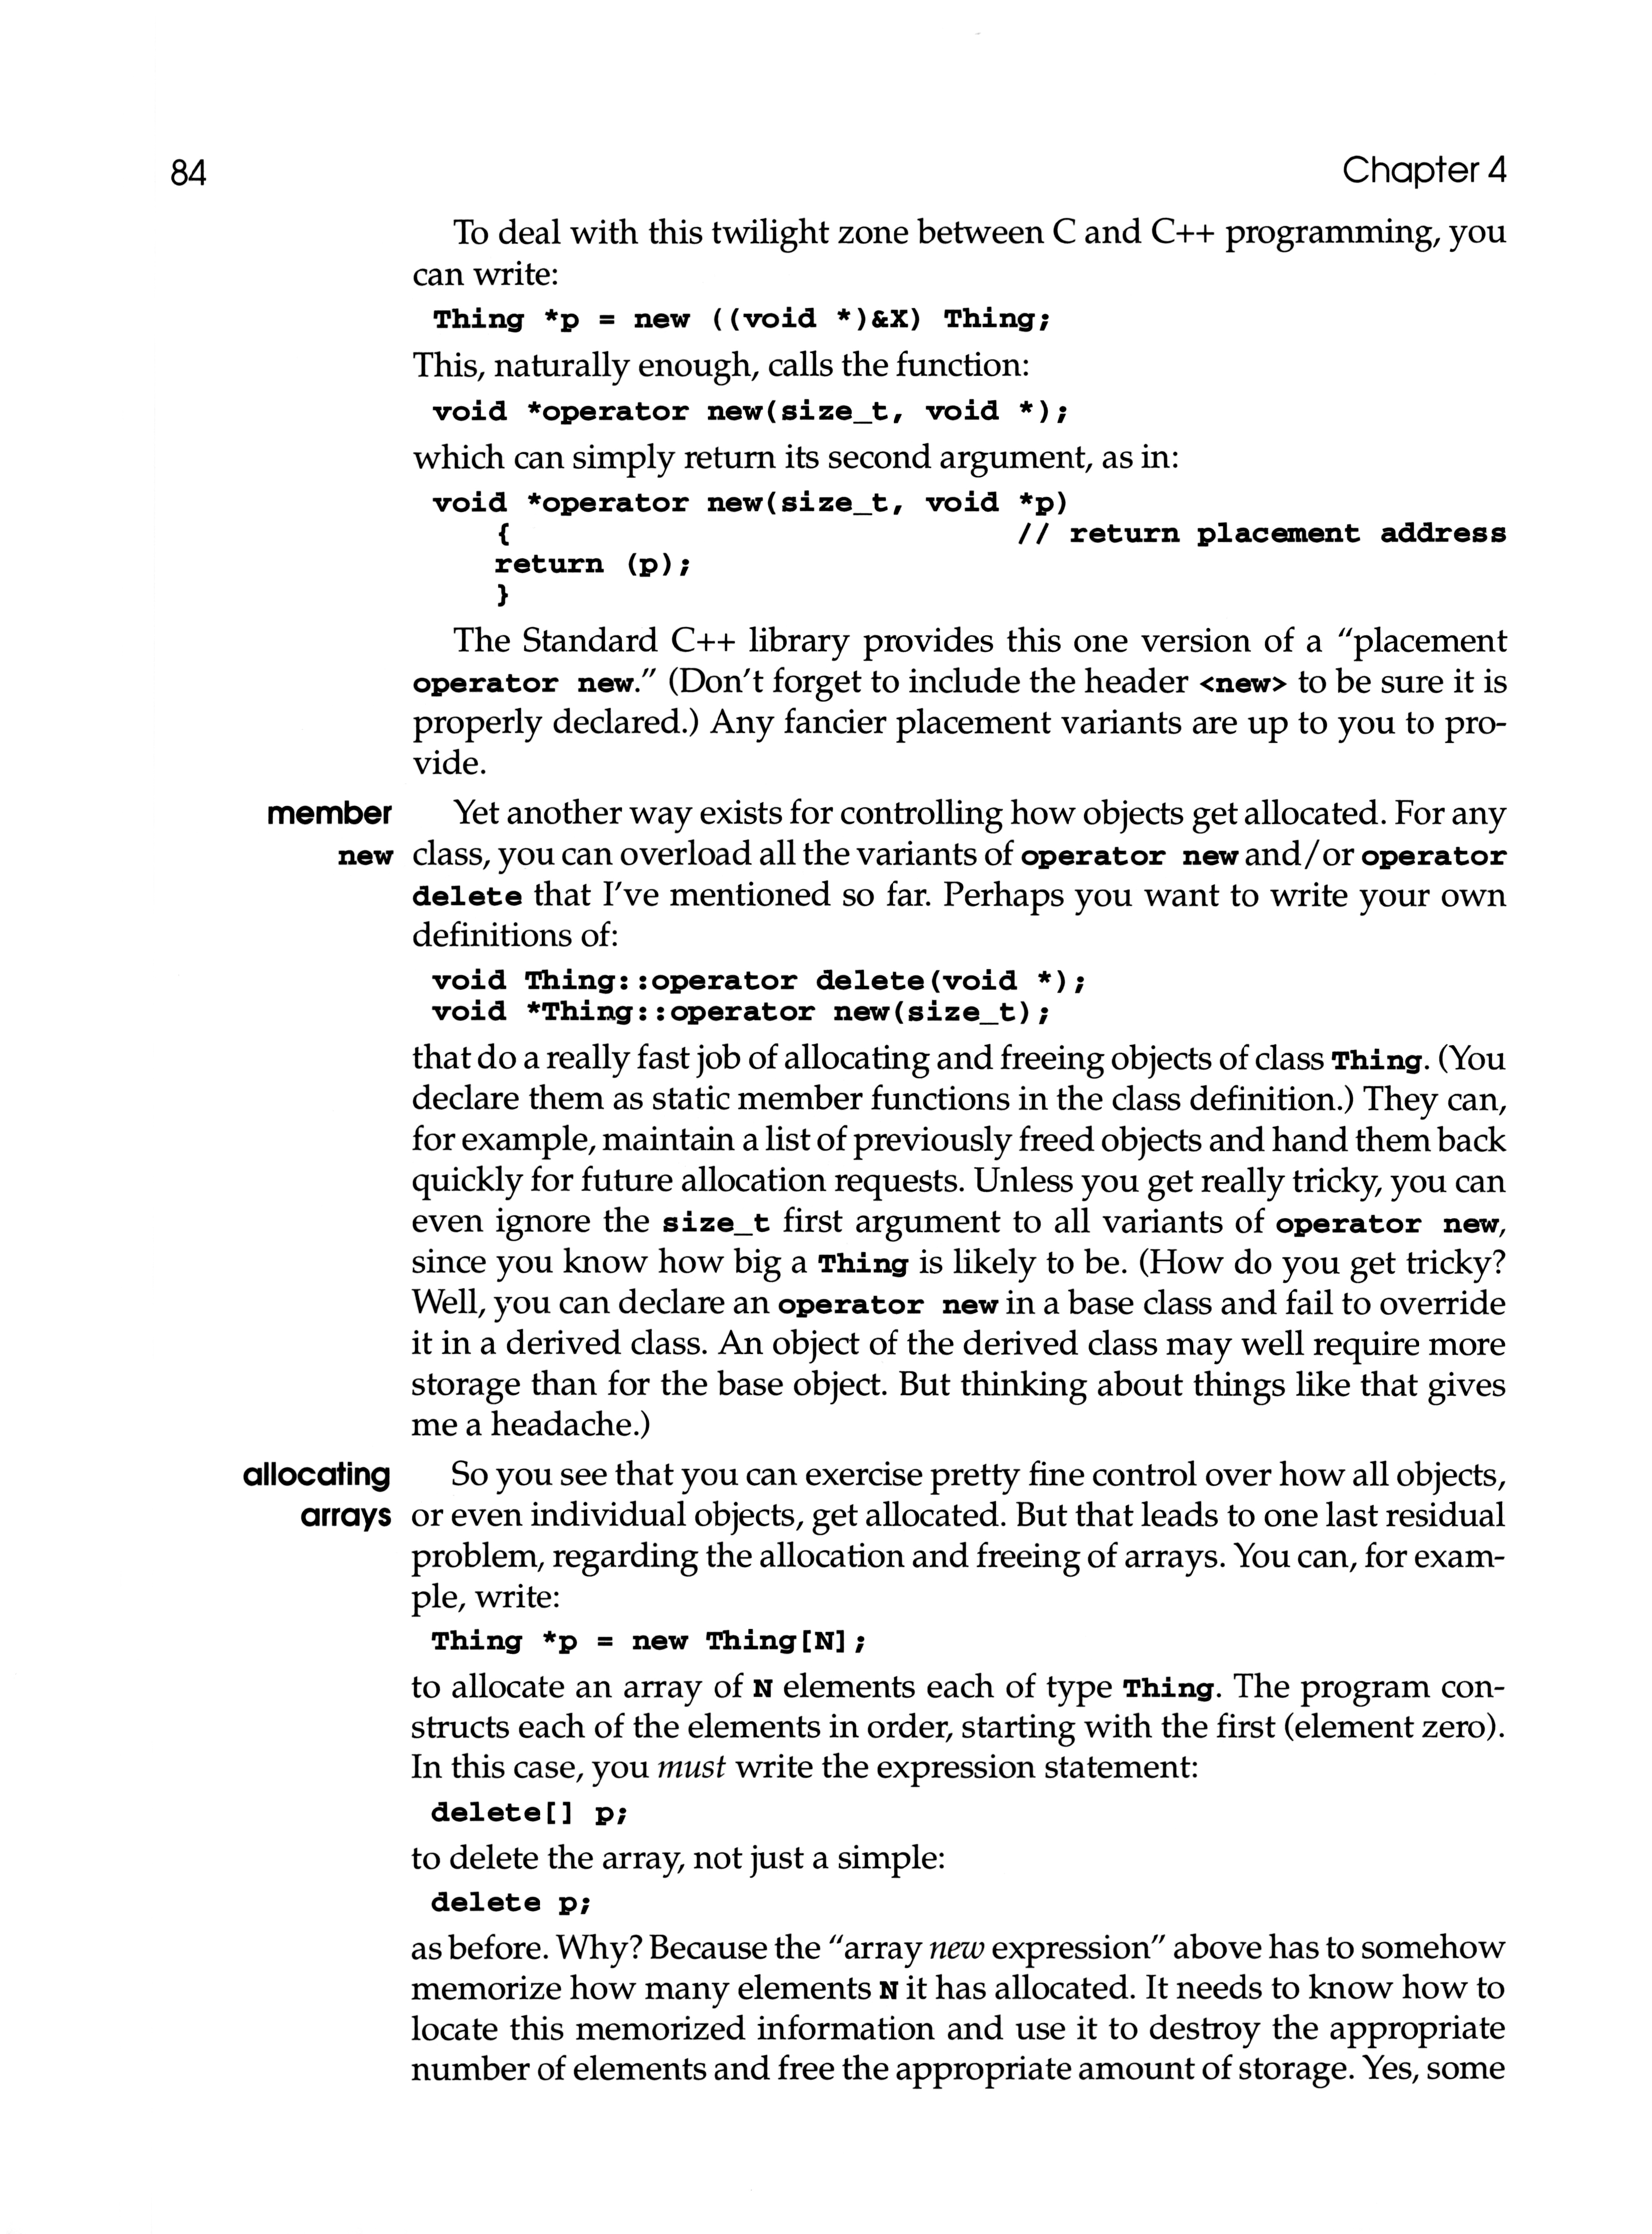 84 Chapter 4
To deal with this twilight zone between C and C++ programming, you
can write:
Thing *p = new ((void *)&X) Thing;
This, naturally enough, calls the function:
void *operator new(size_t, void *);
which can simply return its second argument, as in:
void *operator new(size_t, void *p)
{ // return placement address
return (p);
}
The Standard C++ library provides this one version of a "placement
operator new." (Don't forget to include the header <new> to be sure it is
properly declared.) Any fancier placement variants are up to you to pro-
vide.
member Yet another way exists for controlling how objects get allocated. For any
new class, you can overload all the variants of operator new and/or operator
delete that I've mentioned so far. Perhaps you want to write your own
definitions of:
void Thing::operator delete(void *);
void *Thing::operator new(size_t);
that do a really fast job of allocating and freeing objects of class Thing. (You
declare them as static member functions in the class definition.) They can,
for example, maintain a list of previously freed objects and hand them back
quickly for future allocation requests. Unless you get really tricky, you can
even ignore the size_t first argument to all variants of operator new,
since you know how big a Thing is likely to be. (How do you get tricky?
Well, you can declare an operator new in a base class and fail to override
it in a derived class. An object of the derived class may well require more
storage than for the base object. But thinking about things like that gives
me a headache.)
allocating So you see that you can exercise pretty fine control over how all objects,
arrays or even individual objects, get allocated. But that leads to one last residual
problem, regarding the allocation and freeing of arrays. You can, for exam-
ple, write:
Thing *p = new Thing[N];
to allocate an array of N elements each of type Thing. The program con-
structs each of the elements in order, starting with the first (element zero).
In this case, you must write the expression statement:
delete[] p;
to delete the array, not just a simple:
delete p;
as before. Why? Because the "array new expression" above has to somehow
memorize how many elements N it has allocated. It needs to know how to
locate this memorized information and use it to destroy the appropriate
number of elements and free the appropriate amount of storage. Yes, some